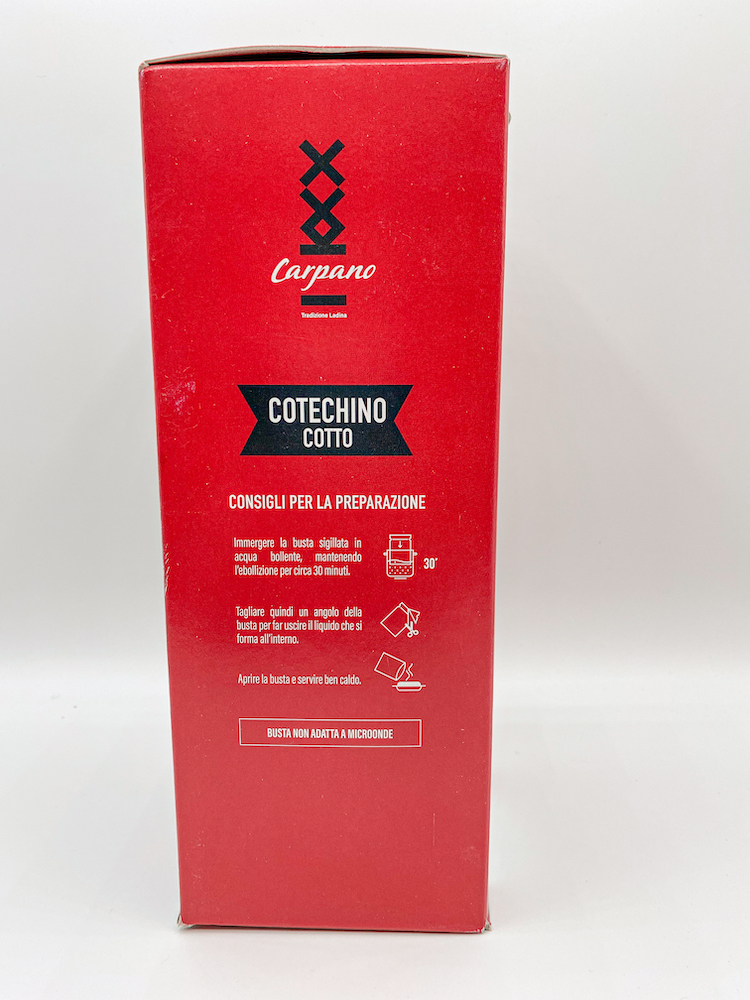 Carpano
Tradizione Ladina
COTECHINO
COTTO
CONSIGLI PER LA PREPARAZIONE
Immergere la busta sigillata in
acqua bollente, mantenendo
l'ebollizione per circa 30 minuti.
30'
Tagliare quindi un angolo della
busta per far uscire il liquido che si
forma all'interno.
Aprire la busta e servire ben caldo.
BUSTA NON ADATTA A MICROONDE